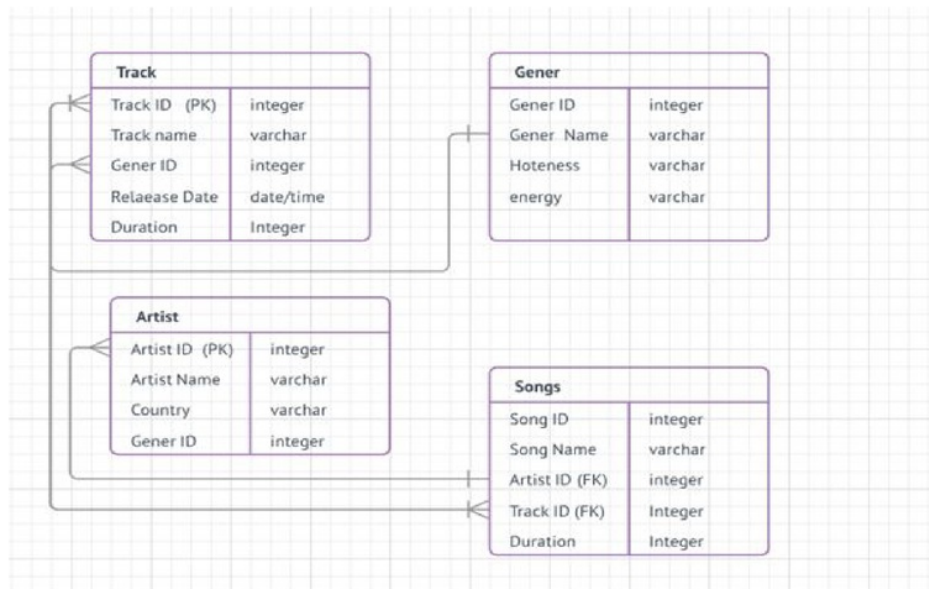 Track
Track ID (PK) integer
Track name varchar
Gener ID integer
Relaease Date date/time
Duration Integer
Gener
Gener ID integer
Gener Name varchar
Hoteness varchar
energy varchar
Artist
Artist ID (PK) integer
Artist Name varchar
Country varchar
Gener ID integer
Songs
Song ID integer
Song Name varchar
Artist ID (FK) integer
Track ID (FK) Integer
Duration Integer